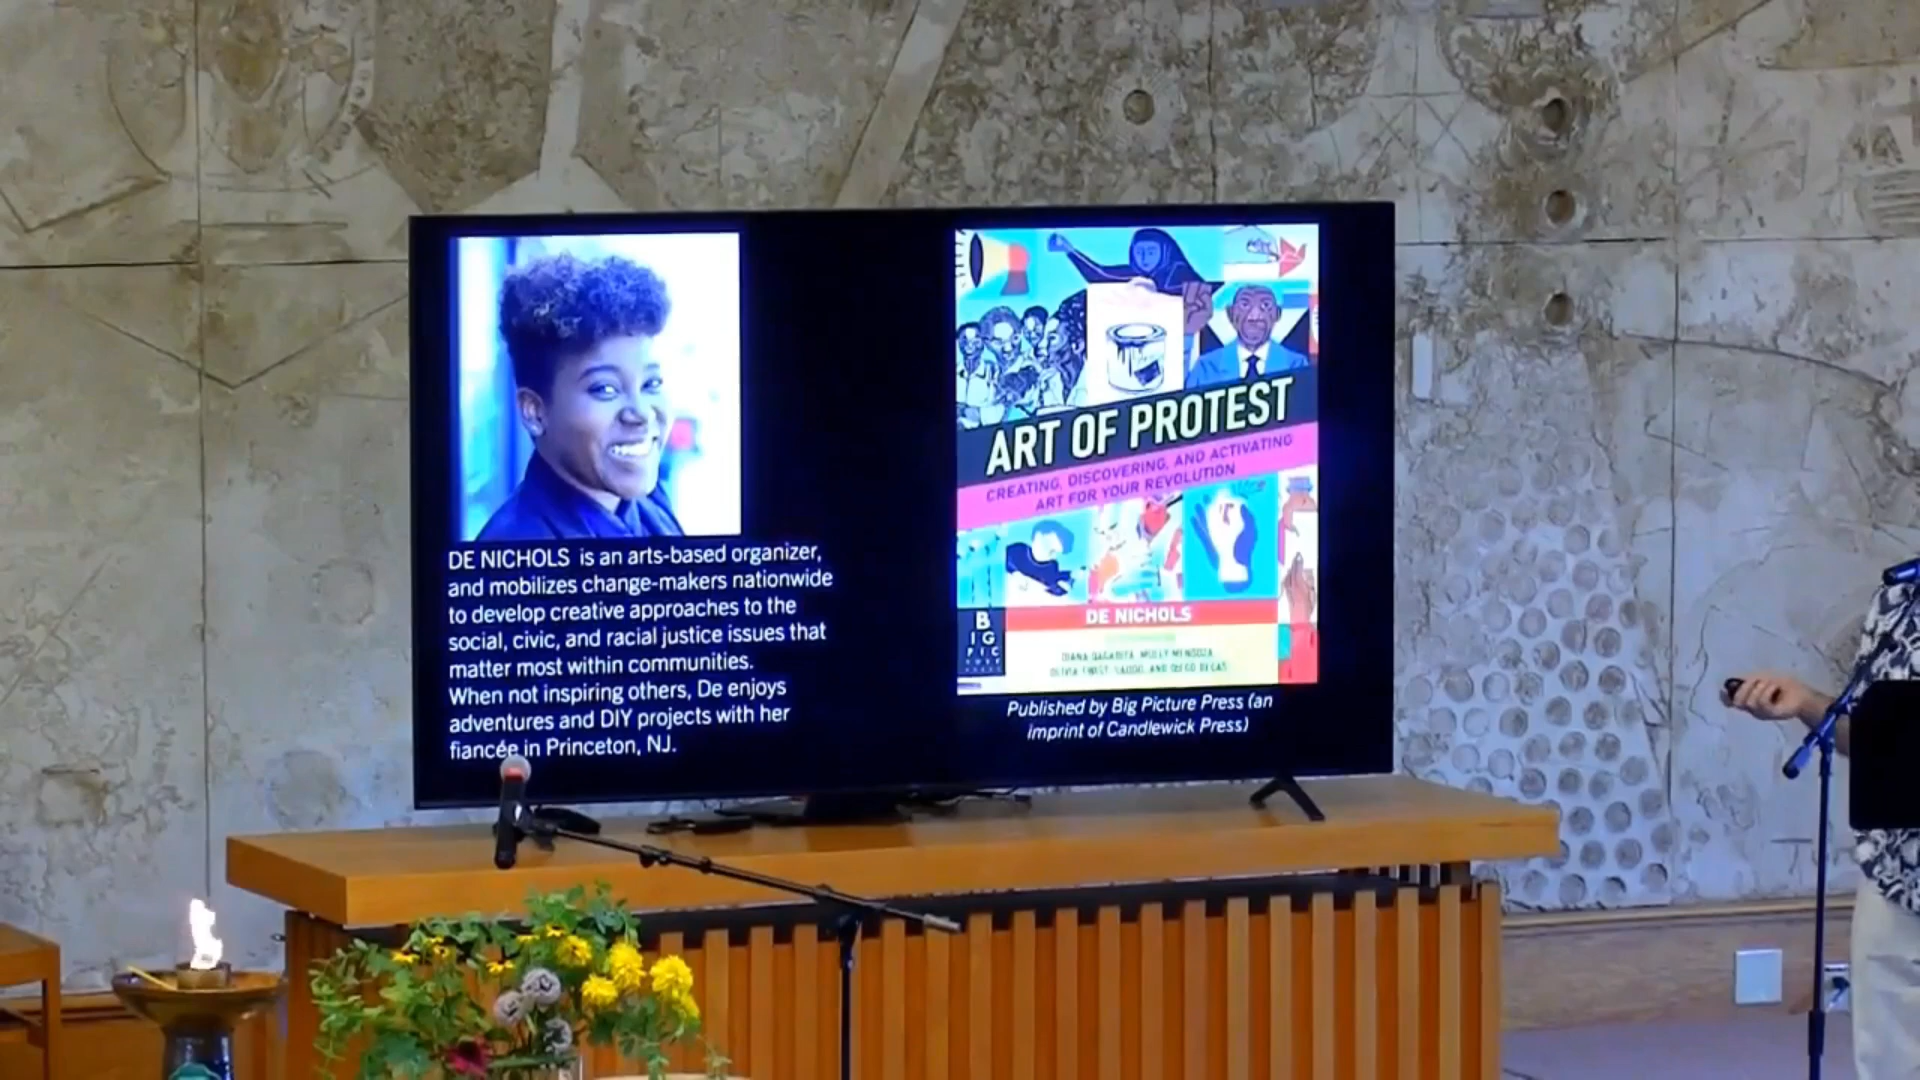 DE NICHOLS is an arts-based organizer,
and mobilizes change-makers nationwide
to develop creative approaches to the
social, civic, and racial justice issues that
matter most within communities.
When not inspiring others, De enjoys
adventures and DIY projects with her
fiancée in Princeton, NJ.
ART OF PROTEST
CREATING, DISCOVERING, AND ACTIVATING
ART FOR YOUR REVOLUTION
B
IG
PIC
DE NICHOLS
Published by Big Picture Press (an
imprint of Candlewick Press)